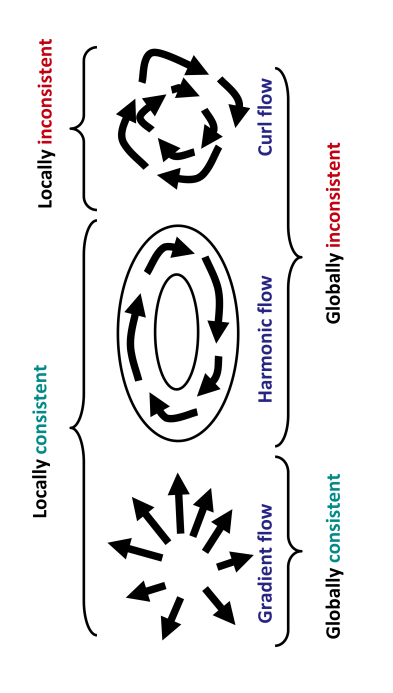 Locally consistent
Locally inconsistent
Gradient flow
Harmonic flow
Curl flow
Globally consistent
Globally inconsistent